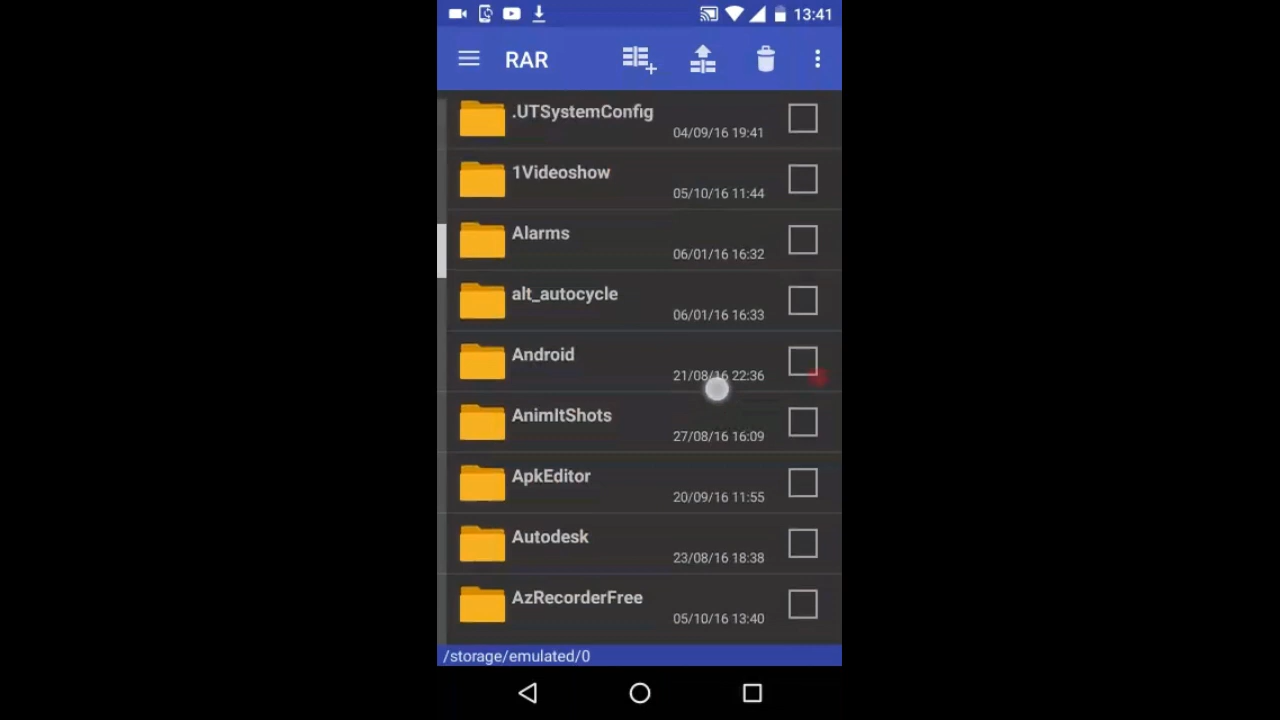 13:41
RAR
.UTSystemConfig
04/09/16 19:41
1Videoshow
05/10/16 11:44
Alarms
06/01/16 16:32
alt_autocycle
06/01/16 16:33
Android
21/08/16 22:36
AnimItShots
27/08/16 16:09
ApkEditor
20/09/16 11:55
Autodesk
23/08/16 18:38
AzRecorderFree
05/10/16 13:40
/storage/emulated/0